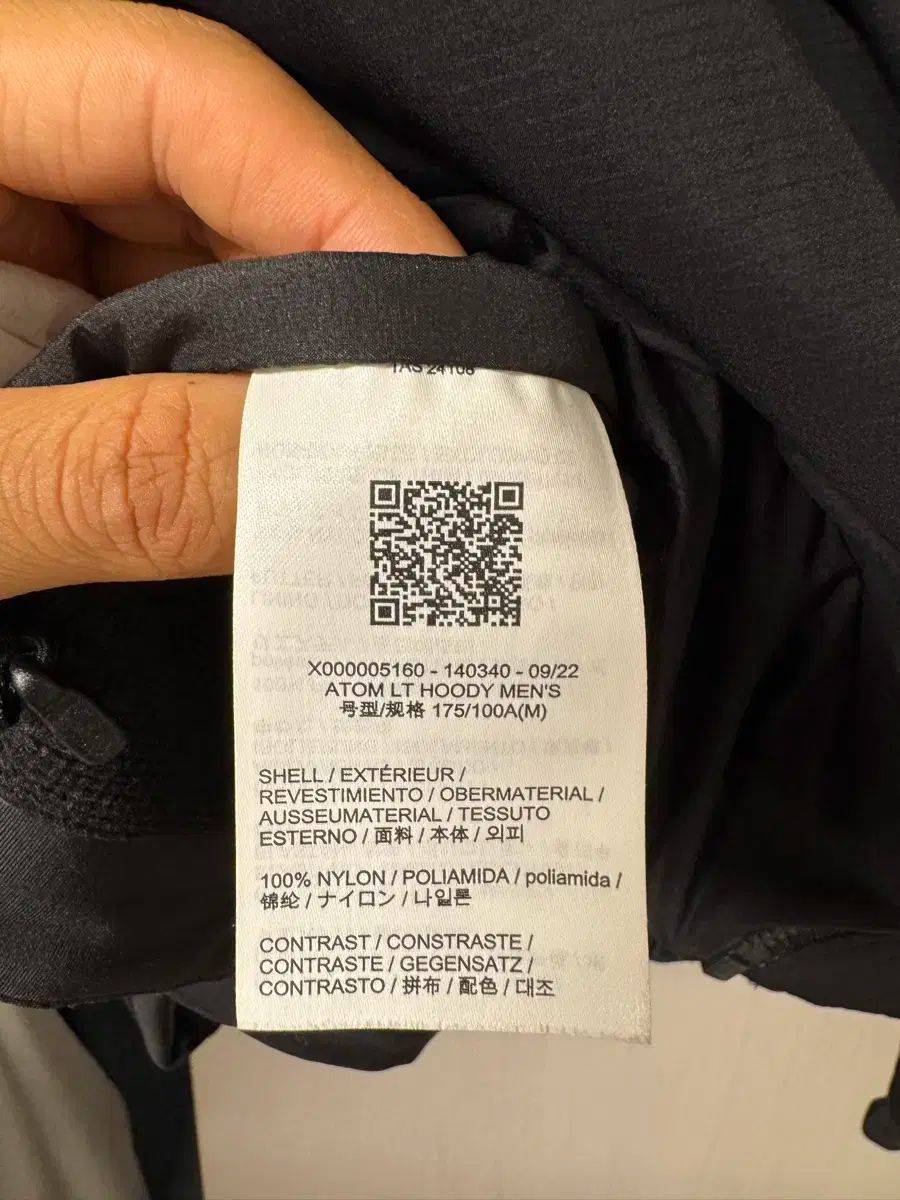 TAS 24106
X000005160 - 140340 - 09/22
ATOM LT HOODY MEN'S
号型/规格 175/100A(M)
SHELL / EXTÉRIEUR /
REVESTIMIENTO / OBERMATERIAL /
AUSSEUMATERIAL / TESSUTO
ESTERNO / 面料 / 本体 / 외피
100% NYLON / POLIAMIDA / poliamida /
锦纶 / ナイロン / 나일론
CONTRAST / CONSTRASTE /
CONTRASTE / GEGENSATZ /
CONTRASTO / 拼布 / 配色 / 대조